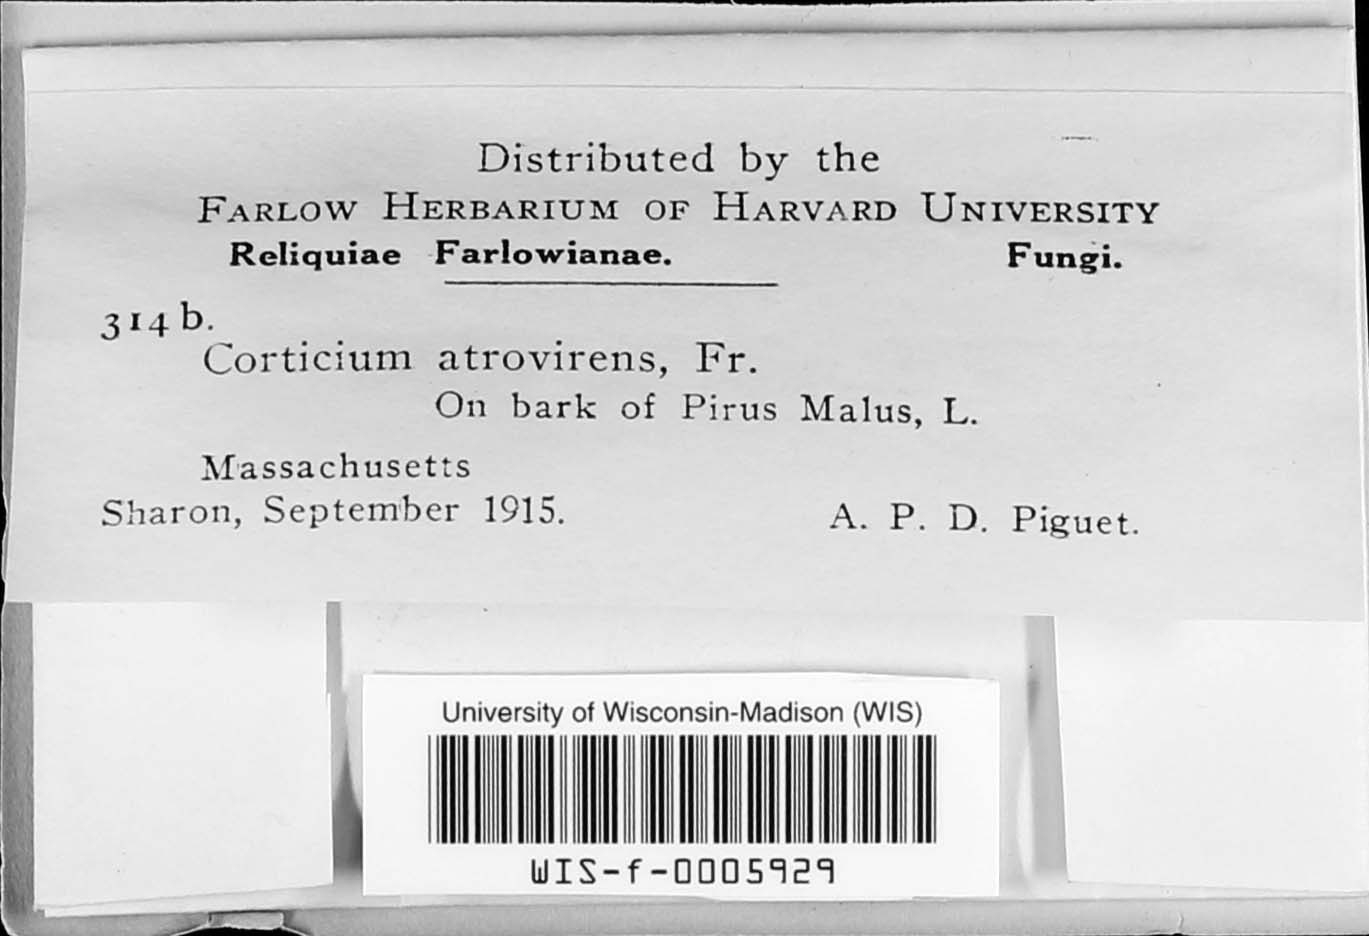 Distributed by the
FARLOW HERBARIUM OF HARVARD UNIVERSITY
Reliquiae Farlowianae. Fungi.
314 b.
Corticium atrovirens, Fr.
On bark of Pirus Malus, L.
Massachusetts
Sharon, September 1915. A. P. D. Piguet.
University of Wisconsin-Madison (WIS)
WIS-f-0005929